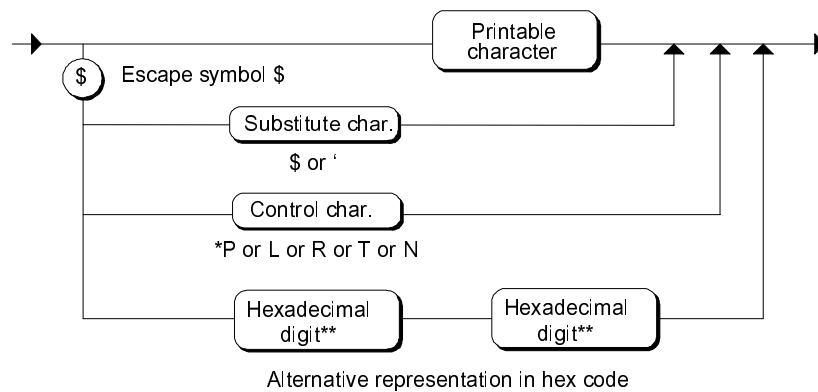 Printable
character
$ Escape symbol $
Substitute char.
$ or ‘
Control char.
*P or L or R or T or N
Hexadecimal
digit**
Hexadecimal
digit**
Alternative representation in hex code